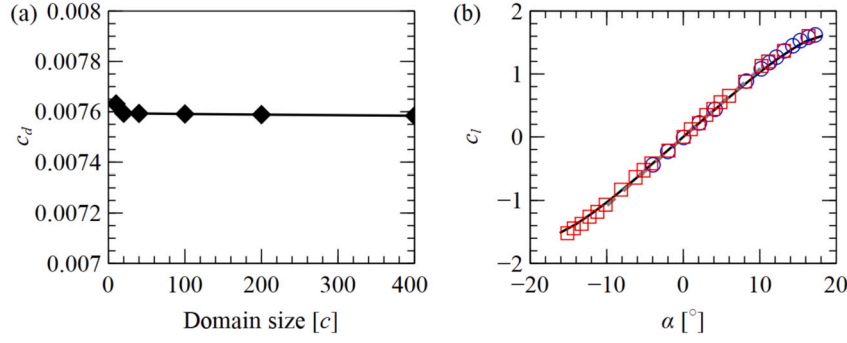 (a)
0.008
0.0078
0.0076
0.0074
0.0072
0.007
c_d
0 100 200 300 400
Domain size [c]
(b)
2
1
0
−1
−2
c_l
−20 −10 0 10 20
α [°]